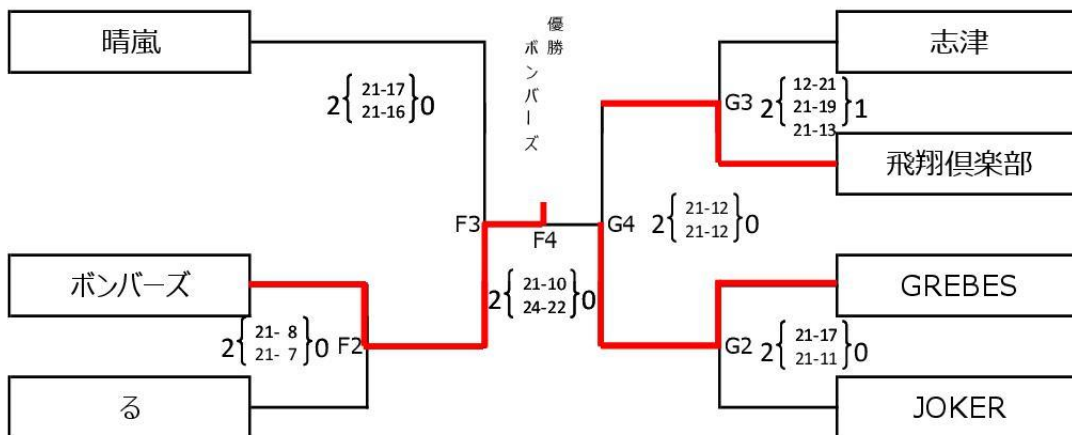 晴嵐
優勝
ボンバーズ
志津
2{21-17 21-16}0
G3
2{12-21 21-19 21-13}1
飛翔倶楽部
F3
F4
G4
2{21-12 21-12}0
ボンバーズ
2{21-10 24-22}0
GREBES
2{21- 8 21- 7}0
F2
G2
2{21-17 21-11}0
る
JOKER